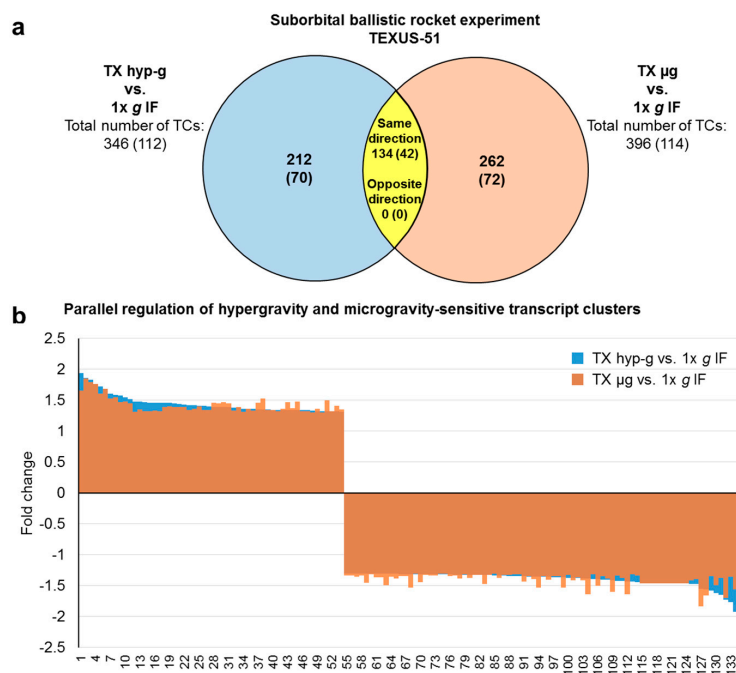 a
Suborbital ballistic rocket experiment
TEXUS-51
TX hyp-g
vs.
1x g IF
Total number of TCs:
346 (112)
212
(70)
Same
direction
134 (42)
Opposite
direction
0 (0)
262
(72)
TX µg
vs.
1x g IF
Total number of TCs:
396 (114)
b
Parallel regulation of hypergravity and microgravity-sensitive transcript clusters
Fold change
2.5
2
1.5
1
0.5
0
-0.5
-1
-1.5
-2
-2.5
TX hyp-g vs. 1x g IF
TX µg vs. 1x g IF
1 4 7 10 13 16 19 22 25 28 31 34 37 40 43 46 49 52 55 58 61 64 67 70 73 76 79 82 85 88 91 94 97 100 103 106 109 112 115 118 121 124 127 130 133